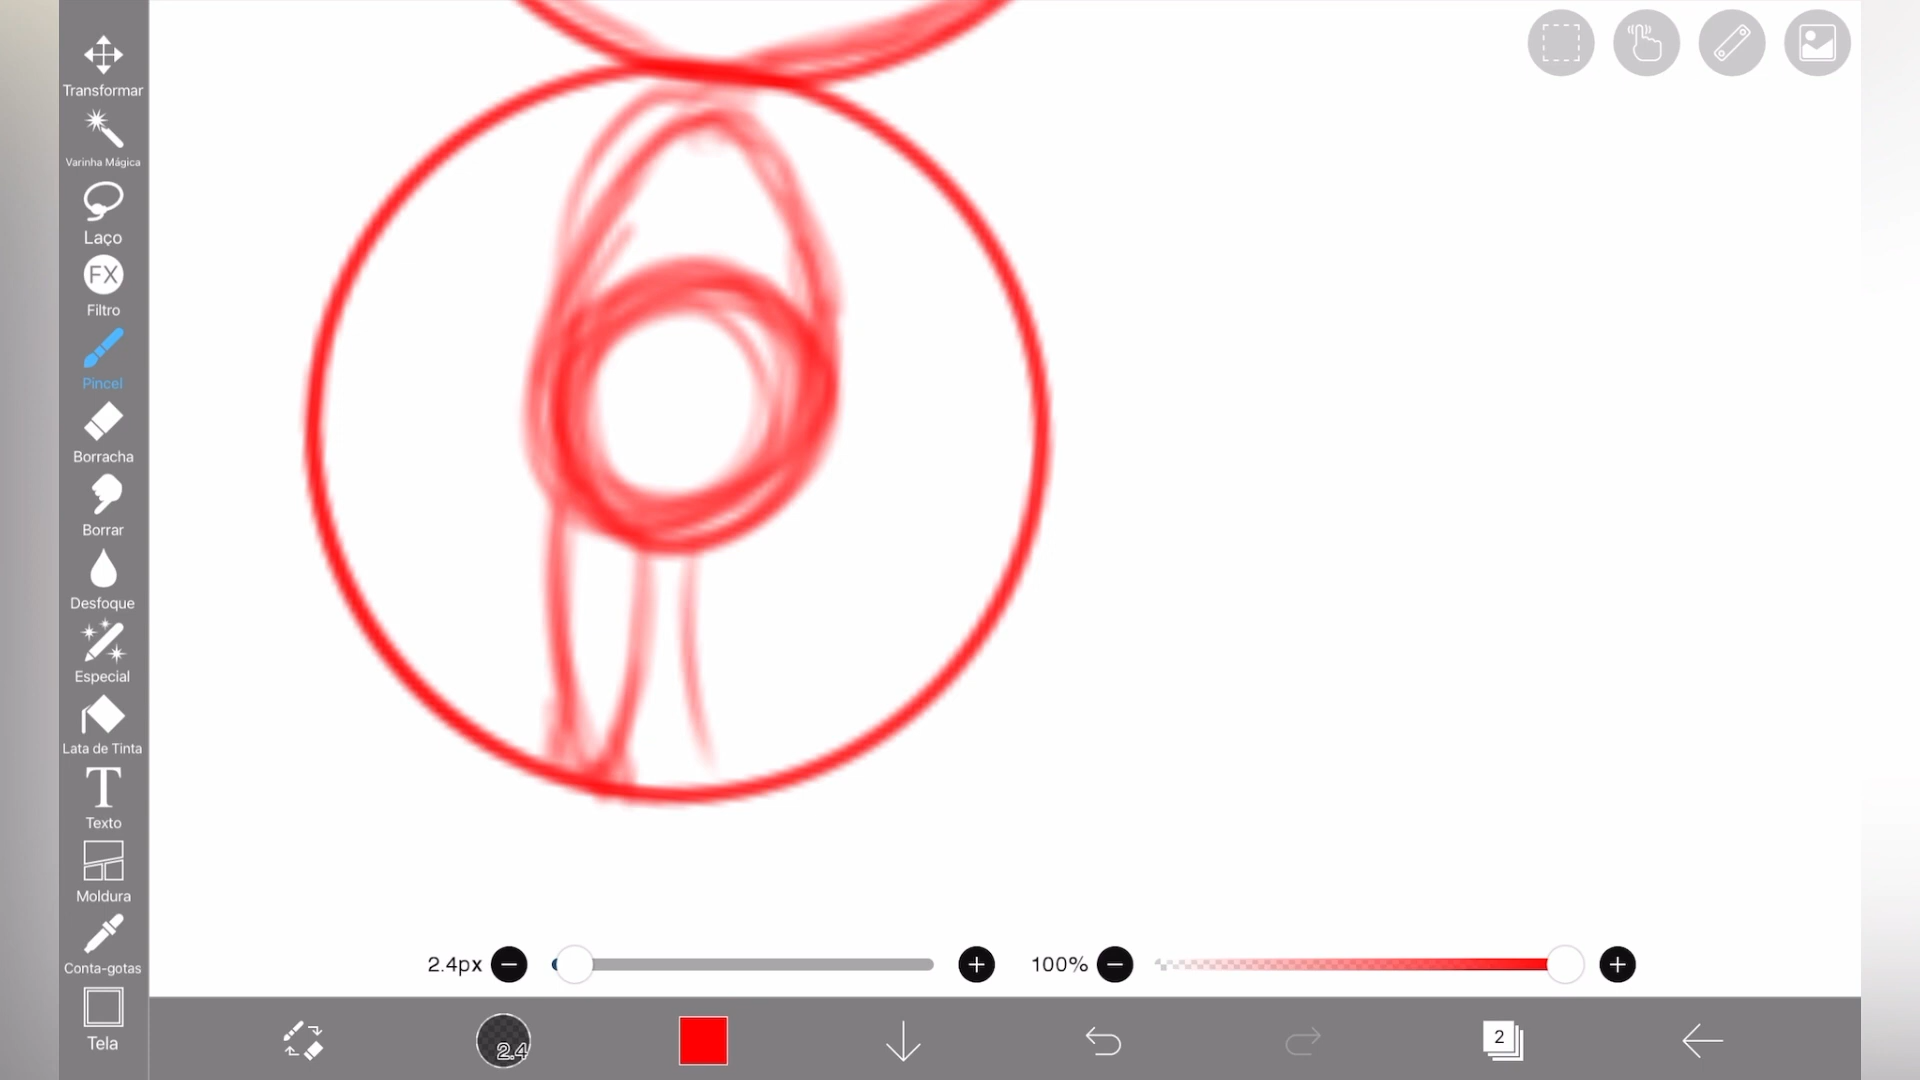 Transformar
Varinha Mágica
Laço
FX
Filtro
Pincel
Borracha
Borrar
Desfoque
Especial
Lata de Tinta
T
Texto
Moldura
Conta-gotas
Tela
2.4px
100%
2.4
2